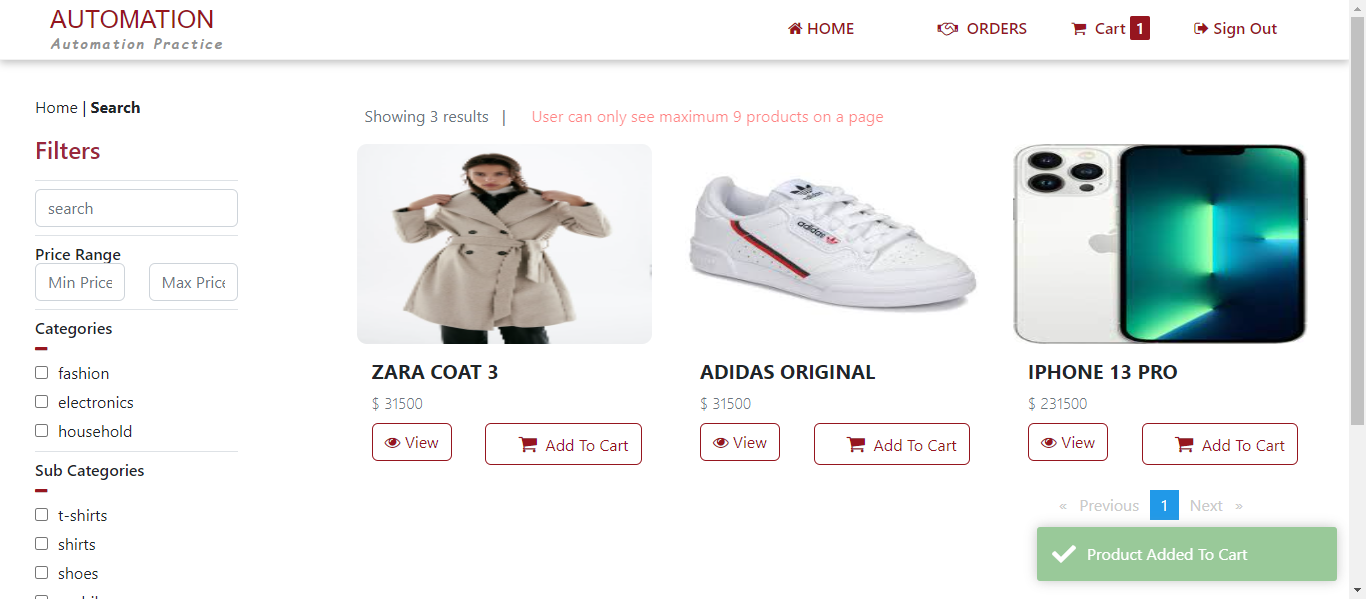 AUTOMATION
Automation Practice
HOME
ORDERS
Cart 1
Sign Out
Home | Search
Filters
search
Price Range
Min Price
Max Price
Categories
fashion
electronics
household
Sub Categories
t-shirts
shirts
shoes
Showing 3 results |
User can only see maximum 9 products on a page
adidas
adidas
ZARA COAT 3
$ 31500
View
Add To Cart
ADIDAS ORIGINAL
$ 31500
View
Add To Cart
IPHONE 13 PRO
$ 231500
View
Add To Cart
« Previous 1 Next »
Product Added To Cart